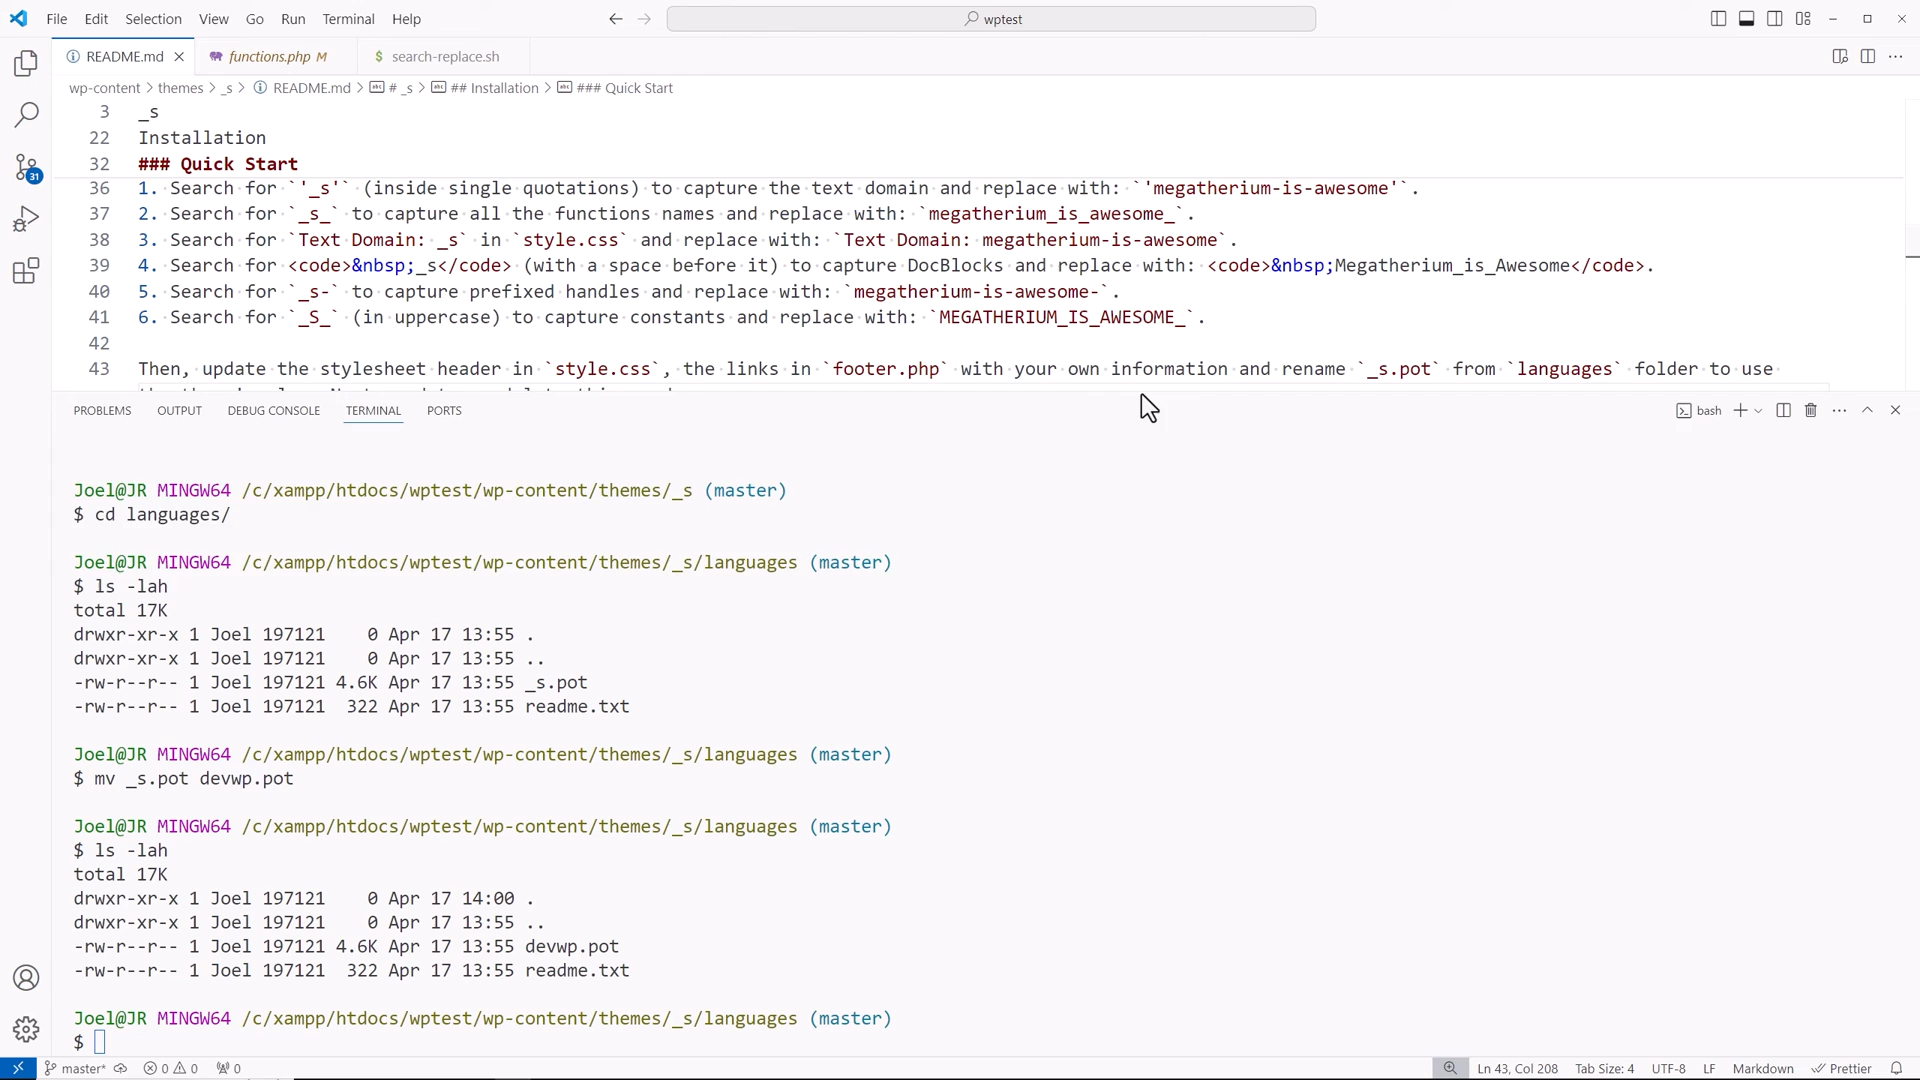 File Edit Selection View Go Run Terminal Help
wptest
README.md
functions.php M
$ search-replace.sh
wp-content > themes > _s > README.md > # _s > ## Installation > ### Quick Start
3 _s
22 Installation
32 ### Quick Start
36 1. Search for `'_s'` (inside single quotations) to capture the text domain and replace with: `'megatherium-is-awesome'`.
37 2. Search for `_s_` to capture all the functions names and replace with: `megatherium_is_awesome_`.
38 3. Search for `Text Domain: _s` in `style.css` and replace with: `Text Domain: megatherium-is-awesome`.
39 4. Search for <code>&nbsp;_s</code> (with a space before it) to capture DocBlocks and replace with: <code>&nbsp;Megatherium_is_Awesome</code>.
40 5. Search for `_s-` to capture prefixed handles and replace with: `megatherium-is-awesome-`.
41 6. Search for `_S_` (in uppercase) to capture constants and replace with: `MEGATHERIUM_IS_AWESOME_`.
42
43 Then, update the stylesheet header in `style.css`, the links in `footer.php` with your own information and rename `_s.pot` from `languages` folder to use
PROBLEMS OUTPUT DEBUG CONSOLE TERMINAL PORTS
bash
Joel@JR MINGW64 /c/xampp/htdocs/wptest/wp-content/themes/_s (master)
$ cd languages/
Joel@JR MINGW64 /c/xampp/htdocs/wptest/wp-content/themes/_s/languages (master)
$ ls -lah
total 17K
drwxr-xr-x 1 Joel 197121 0 Apr 17 13:55 .
drwxr-xr-x 1 Joel 197121 0 Apr 17 13:55 ..
-rw-r--r-- 1 Joel 197121 4.6K Apr 17 13:55 _s.pot
-rw-r--r-- 1 Joel 197121 322 Apr 17 13:55 readme.txt
Joel@JR MINGW64 /c/xampp/htdocs/wptest/wp-content/themes/_s/languages (master)
$ mv _s.pot devwp.pot
Joel@JR MINGW64 /c/xampp/htdocs/wptest/wp-content/themes/_s/languages (master)
$ ls -lah
total 17K
drwxr-xr-x 1 Joel 197121 0 Apr 17 14:00 .
drwxr-xr-x 1 Joel 197121 0 Apr 17 13:55 ..
-rw-r--r-- 1 Joel 197121 4.6K Apr 17 13:55 devwp.pot
-rw-r--r-- 1 Joel 197121 322 Apr 17 13:55 readme.txt
Joel@JR MINGW64 /c/xampp/htdocs/wptest/wp-content/themes/_s/languages (master)
$
31
master* 0 0 0 Ln 43, Col 208 Tab Size: 4 UTF-8 LF Markdown Prettier